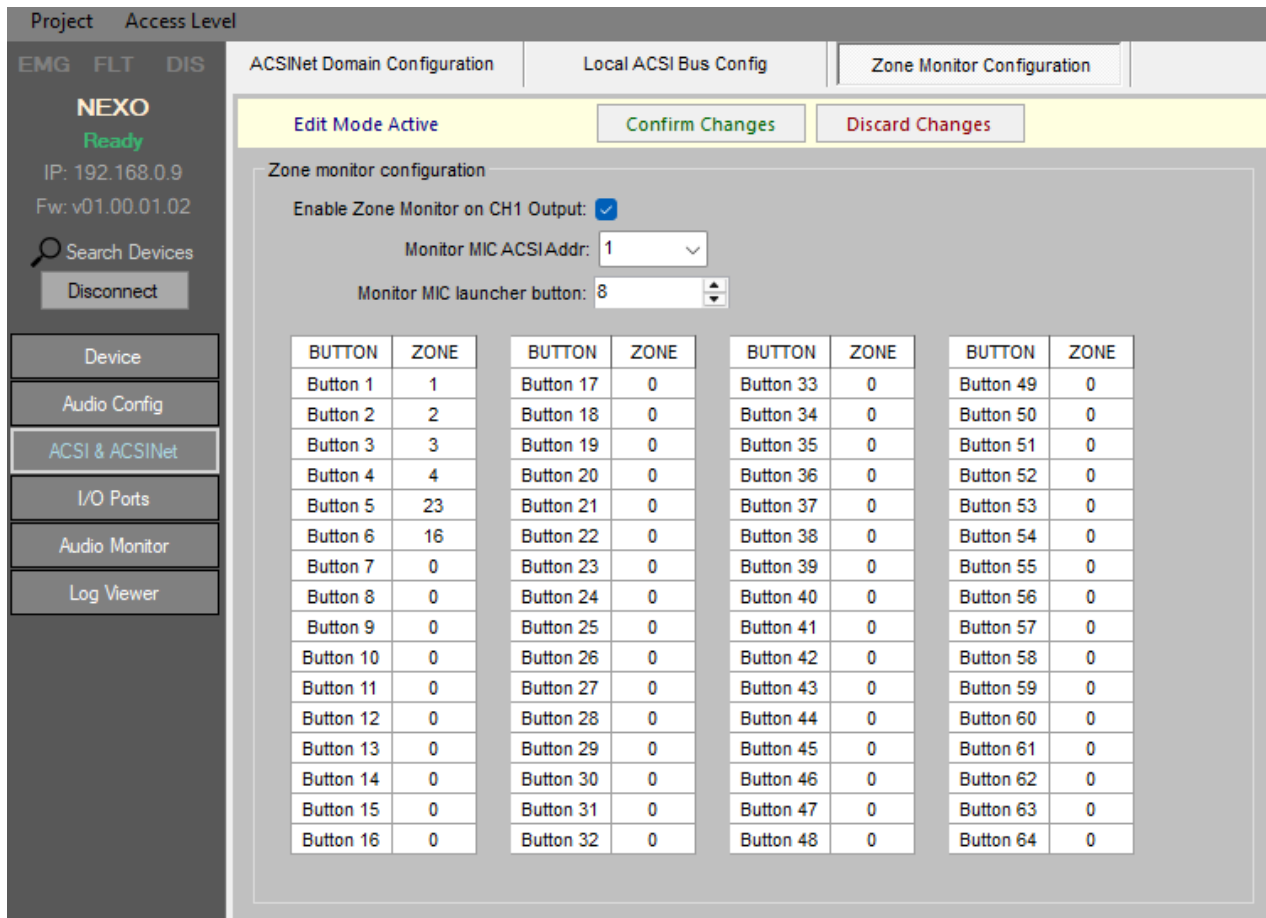 Project Access Level
EMG FLT DIS
NEXO
Ready
IP: 192.168.0.9
Fw: v01.00.01.02
Search Devices
Disconnect
Device
Audio Config
ACSI & ACSINet
I/O Ports
Audio Monitor
Log Viewer
ACSINet Domain Configuration Local ACSI Bus Config Zone Monitor Configuration
Edit Mode Active Confirm Changes Discard Changes
Zone monitor configuration
Enable Zone Monitor on CH1 Output:
Monitor MIC ACSI Addr: 1
Monitor MIC launcher button: 8
BUTTON ZONE BUTTON ZONE BUTTON ZONE BUTTON ZONE
Button 1 1 Button 17 0 Button 33 0 Button 49 0
Button 2 2 Button 18 0 Button 34 0 Button 50 0
Button 3 3 Button 19 0 Button 35 0 Button 51 0
Button 4 4 Button 20 0 Button 36 0 Button 52 0
Button 5 23 Button 21 0 Button 37 0 Button 53 0
Button 6 16 Button 22 0 Button 38 0 Button 54 0
Button 7 0 Button 23 0 Button 39 0 Button 55 0
Button 8 0 Button 24 0 Button 40 0 Button 56 0
Button 9 0 Button 25 0 Button 41 0 Button 57 0
Button 10 0 Button 26 0 Button 42 0 Button 58 0
Button 11 0 Button 27 0 Button 43 0 Button 59 0
Button 12 0 Button 28 0 Button 44 0 Button 60 0
Button 13 0 Button 29 0 Button 45 0 Button 61 0
Button 14 0 Button 30 0 Button 46 0 Button 62 0
Button 15 0 Button 31 0 Button 47 0 Button 63 0
Button 16 0 Button 32 0 Button 48 0 Button 64 0